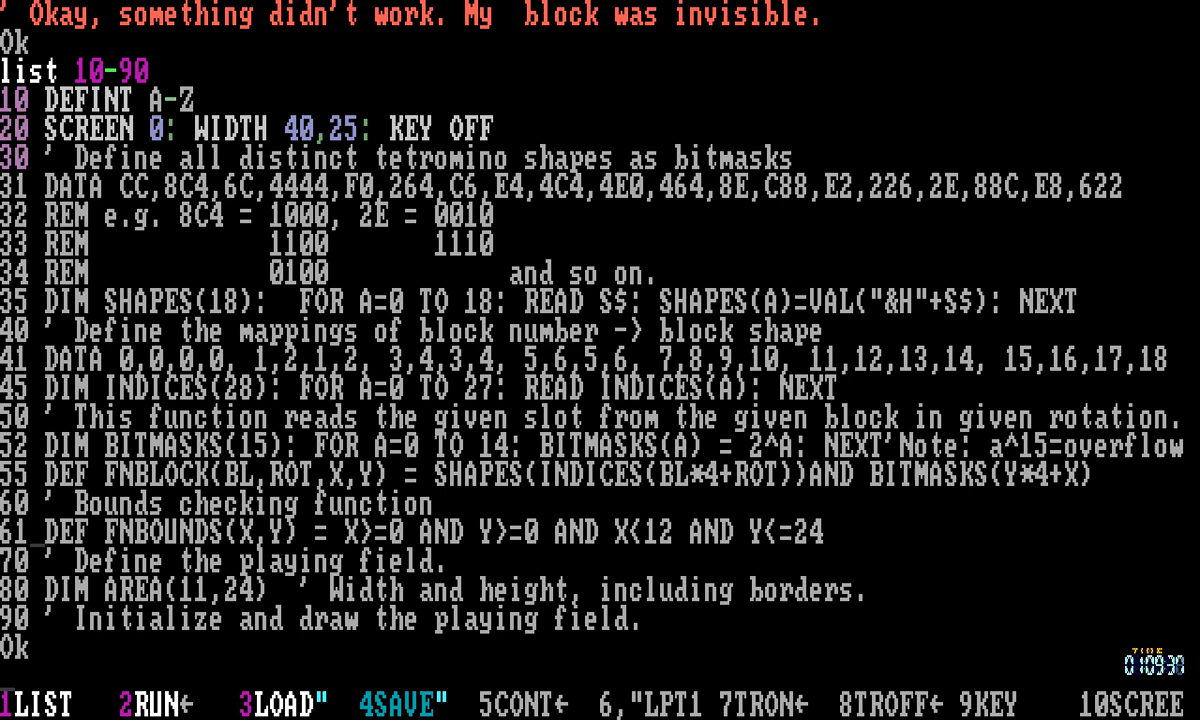 ' Okay, something didn't work. My  block was invisible.
Ok
list 10-90
10 DEFINT A-Z
20 SCREEN 0: WIDTH 40,25: KEY OFF
30 ' Define all distinct tetromino shapes as bitmasks
31 DATA CC,8C4,6C,4444,F0,264,C6,E4,4C4,4E0,464,8E,C88,E2,226,2E,88C,E8,622
32 REM e.g. 8C4 = 1000, 2E = 0010
33 REM            1100       1110
34 REM            0100            and so on.
35 DIM SHAPES(18):  FOR A=0 TO 18: READ S$: SHAPES(A)=VAL("&H"+S$): NEXT
40 ' Define the mappings of block number -> block shape
41 DATA 0,0,0,0, 1,2,1,2, 3,4,3,4, 5,6,5,6, 7,8,9,10, 11,12,13,14, 15,16,17,18
45 DIM INDICES(28): FOR A=0 TO 27: READ INDICES(A): NEXT
50 ' This function reads the given slot from the given block in given rotation.
52 DIM BITMASKS(15): FOR A=0 TO 14: BITMASKS(A) = 2^A: NEXT'Note: a^15=overflow
55 DEF FNBLOCK(BL,ROT,X,Y) = SHAPES(INDICES(BL*4+ROT))AND BITMASKS(Y*4+X)
60 ' Bounds checking function
61 DEF FNBOUNDS(X,Y) = X>=0 AND Y>=0 AND X<12 AND Y<=24
70 ' Define the playing field.
80 DIM AREA(11,24)  ' Width and height, including borders.
90 ' Initialize and draw the playing field.
Ok
TIME
010930
1LIST   2RUN←   3LOAD"  4SAVE"  5CONT←  6,"LPT1 7TRON←  8TROFF← 9KEY    10SCREE